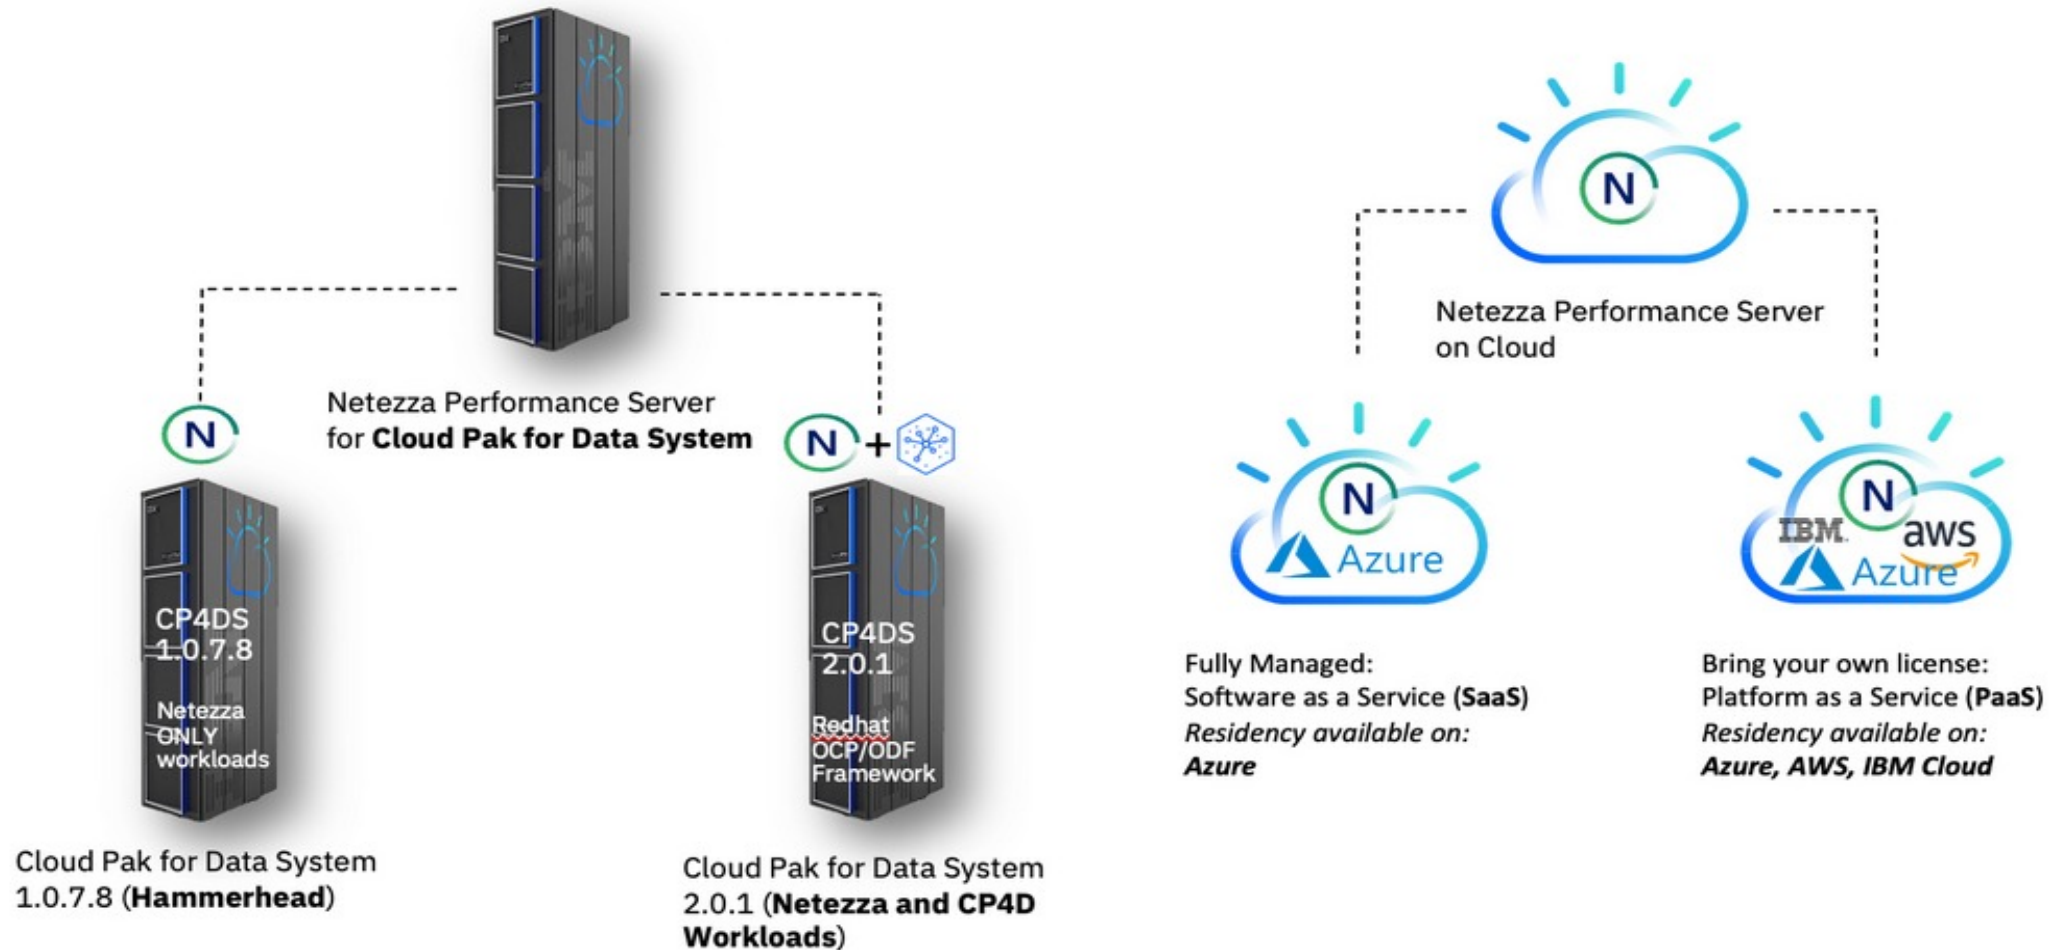 Netezza Performance Server
for Cloud Pak for Data System
N
N +
CP4DS
1.0.7.8
Netezza
ONLY
workloads
Cloud Pak for Data System
1.0.7.8 (Hammerhead)
CP4DS
2.0.1
Redhat
OCP/ODF
Framework
Cloud Pak for Data System
2.0.1 (Netezza and CP4D
Workloads)
N
Netezza Performance Server
on Cloud
N
Azure
Fully Managed:
Software as a Service (SaaS)
Residency available on:
Azure
N
IBM
aws
Azure
Bring your own license:
Platform as a Service (PaaS)
Residency available on:
Azure, AWS, IBM Cloud